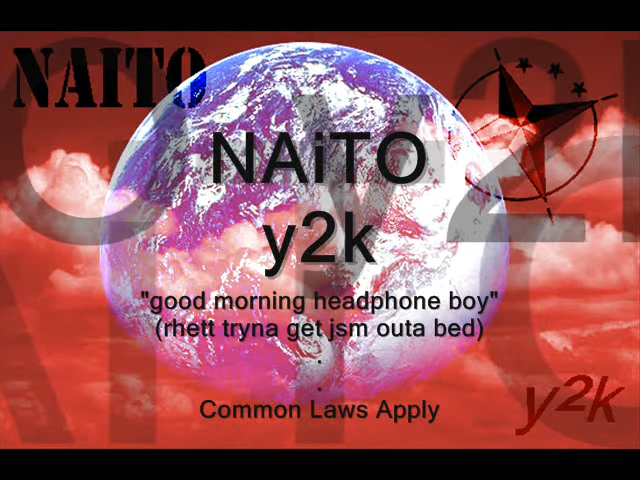 NAITO
NAiTO
y2k
"good morning headphone boy"
(rhett tryna get jsm outa bed)
.
.
Common Laws Apply
y2k